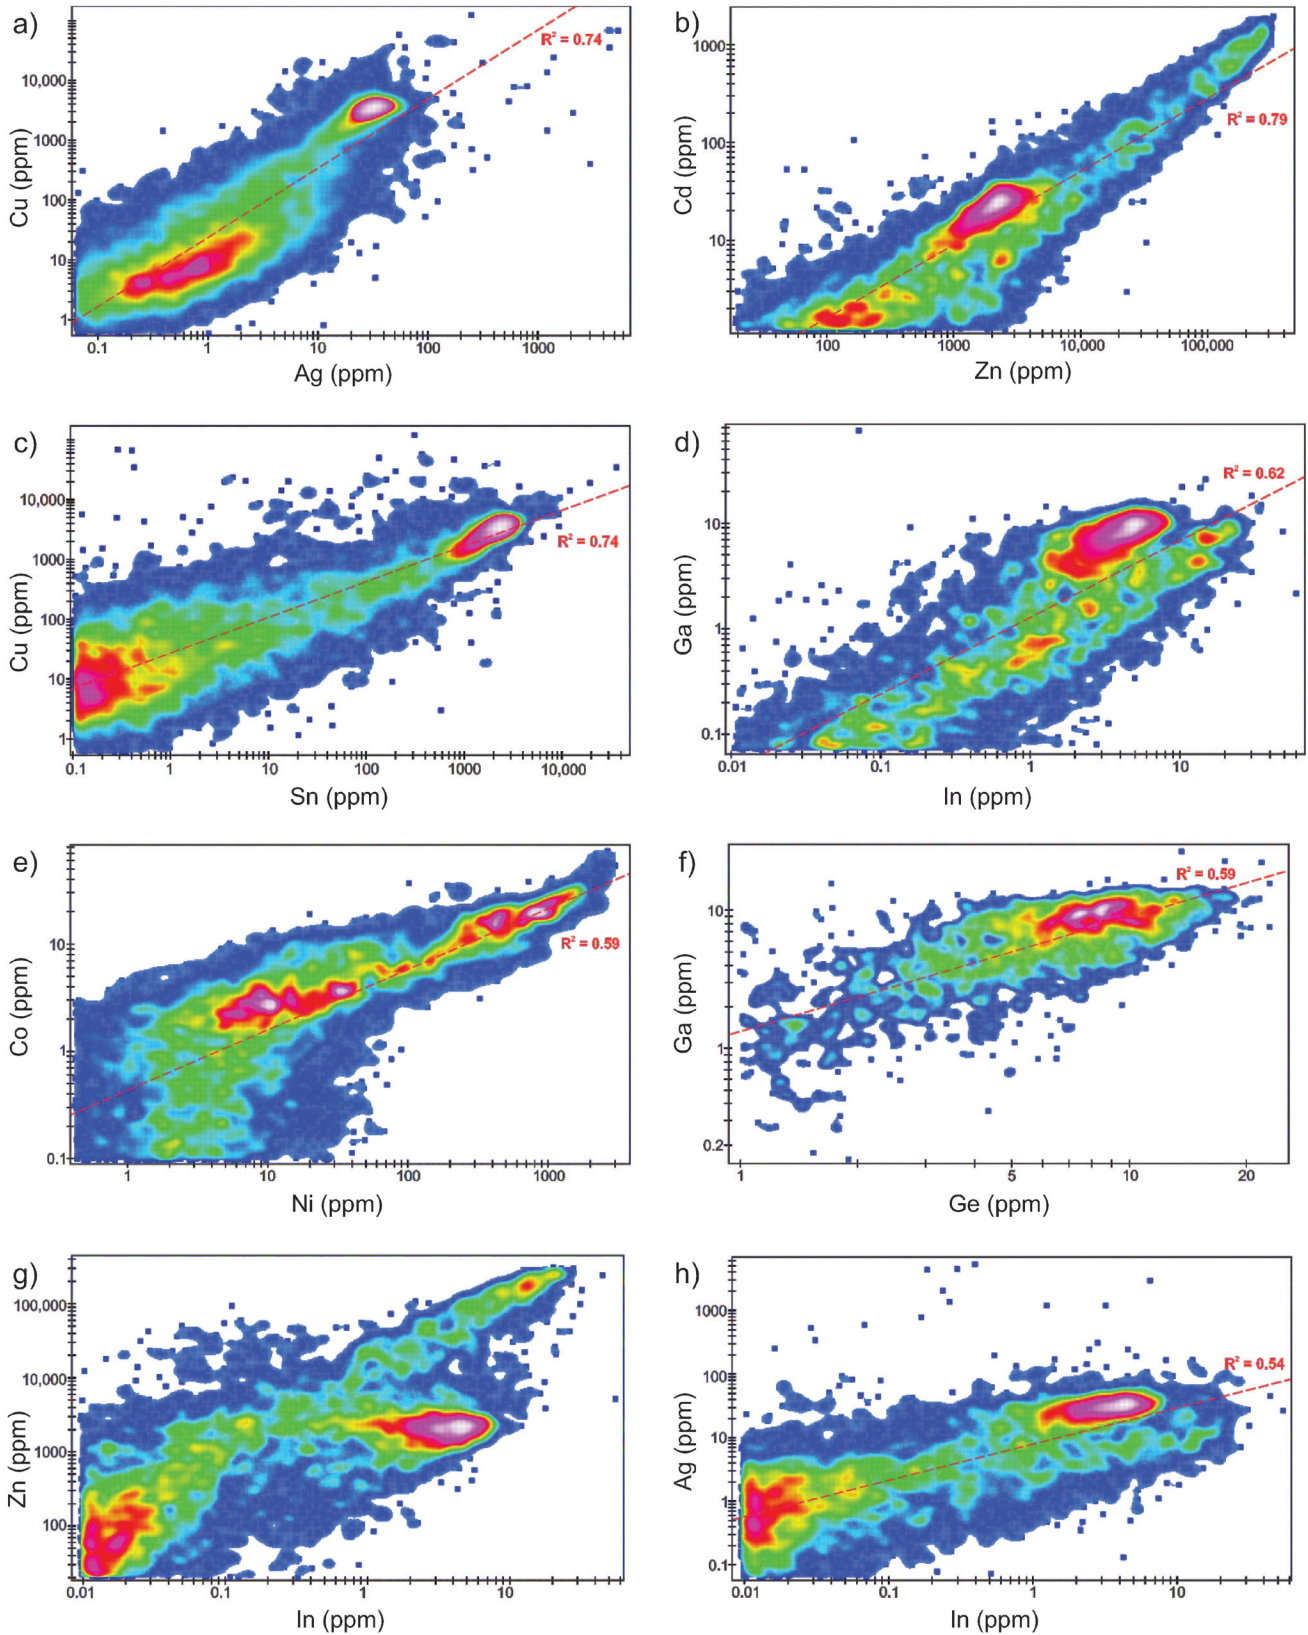 a)
R² = 0.74
10,000
1000
100
10
1
Cu (ppm)
0.1 1 10 100 1000
Ag (ppm)
b)
R² = 0.79
1000
100
10
Cd (ppm)
100 1000 10,000 100,000
Zn (ppm)
c)
R² = 0.74
10,000
1000
100
10
1
Cu (ppm)
0.1 1 10 100 1000 10,000
Sn (ppm)
d)
R² = 0.62
10
1
0.1
Ga (ppm)
0.01 0.1 1 10
In (ppm)
e)
R² = 0.59
10
1
0.1
Co (ppm)
1 10 100 1000
Ni (ppm)
f)
R² = 0.59
10
1
0.2
Ga (ppm)
1 5 10 20
Ge (ppm)
g)
100,000
10,000
1000
100
Zn (ppm)
0.01 0.1 1 10
In (ppm)
h)
R² = 0.54
1000
100
10
1
0.1
Ag (ppm)
0.01 0.1 1 10
In (ppm)